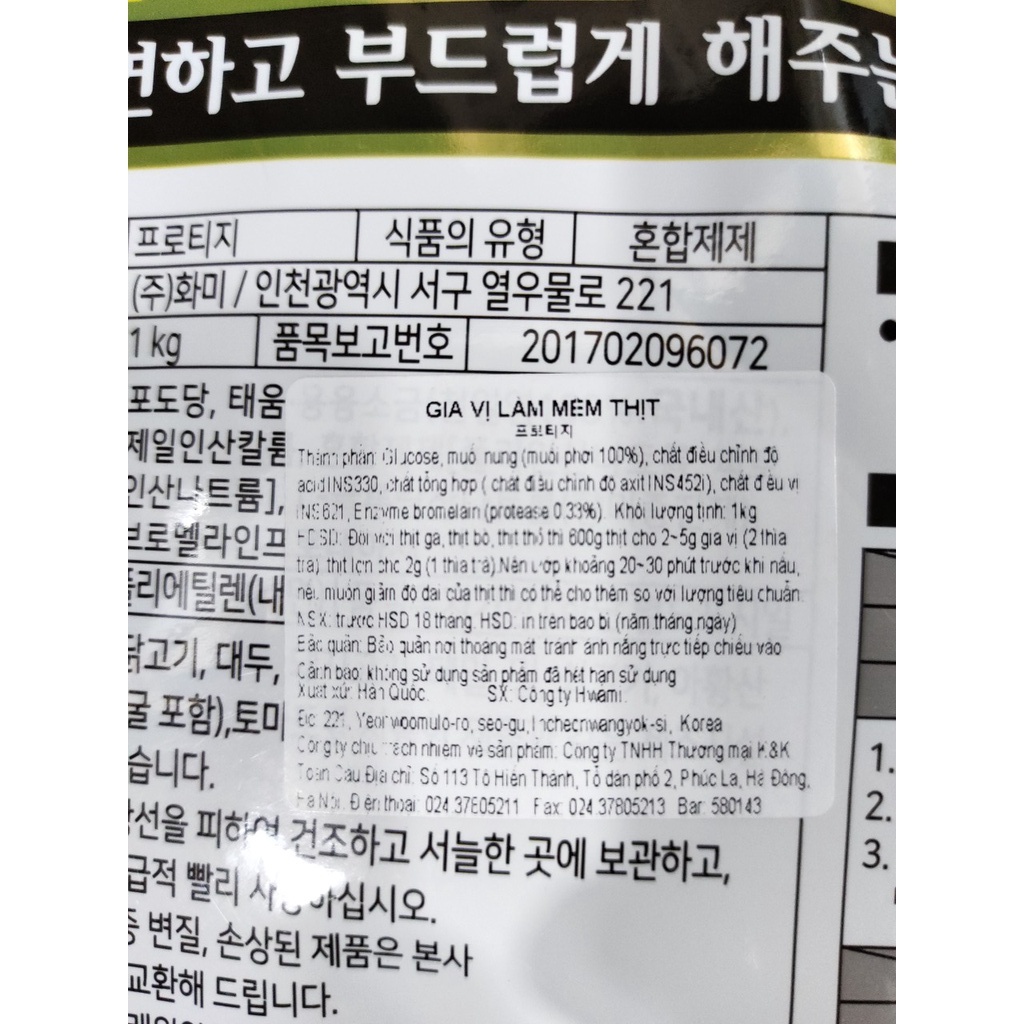 편하고 부드럽게 해주는
프로티지 식품의 유형 혼합제제
(주)화미 / 인천광역시 서구 열우물로 221
1 kg 품목보고번호 201702096072
포도당, 태움
제일인산칼륨
인산나트륨],
브로멜라인프
폴리에틸렌(내
닭고기, 대두,
굴 포함),토미
습니다.
건조하고 서늘한 곳에 보관하고,
급적 빨리 사용하십시오.
변질, 손상된 제품은 본사
교환해 드립니다.
GIA VỊ LÀM MỀM THỊT
프로티지
Thành phần: Glucose, muố nung (muối phơi 100%), chất điều chỉnh độ
acid INS330, chất tổng hợp ( chất điều chỉnh độ axit INS452i), chất điều vị
INS621, Enzyme bromelain (protease 0.33%). Khối lượng tịnh: 1kg
HDSD: Đối với thịt gà, thịt bò, thịt thỏ thì 600g thịt cho 2~5g gia vị (2 thìa
trà) thịt lợn cho 2g (1 thìa trà). Nên ướp khoảng 20~30 phút trước khi nấu,
nếu muốn giảm độ dai của thịt thì có thể cho thêm so với lượng tiêu chuẩn
NSX: trước HSD 18 tháng. HSD: in trên bao bì (năm.tháng.ngày)
Bảo quản: Bảo quản nơi thoáng mát, tránh ánh nắng trực tiếp chiếu vào
Cảnh báo: không sử dụng sản phẩm đã hết hạn sử dụng
Xuất xứ: Hàn Quốc. SX: Công ty Hwami.
Đc: 221, Yeolwoomulo-ro, seo-gu, Incheonwangyok-si, Korea
Công ty chịu trách nhiệm về sản phẩm: Công ty TNHH Thương mại K&K
Toàn Cầu Địa chỉ: Số 113 Tô Hiến Thành, Tổ dân phố 2, Phúc La, Hà Đông,
Hà Nội. Điện thoại: 024 37805211 Fax: 024 37805213 Bar: 580143
1.
2.
3.